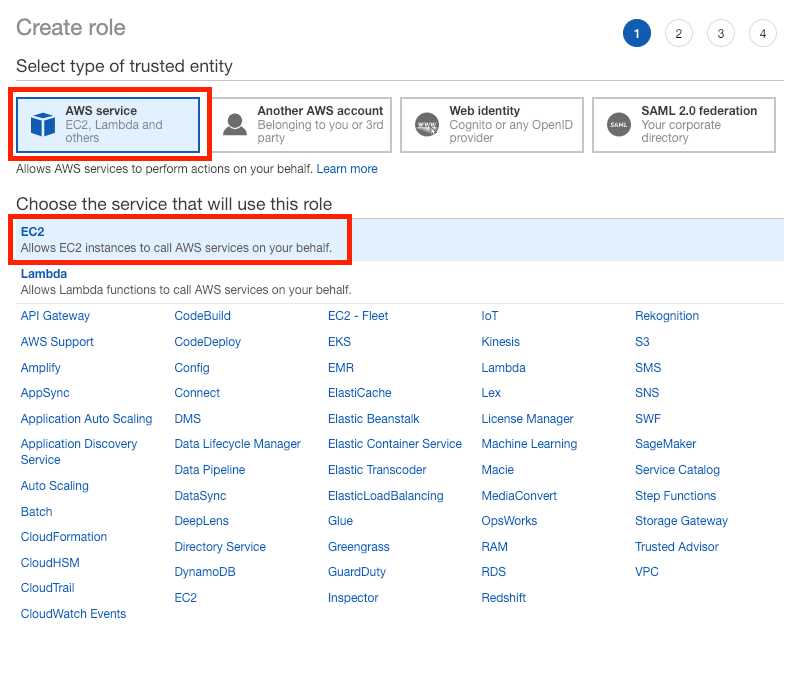 Create role
1 2 3 4
Select type of trusted entity
AWS service
EC2, Lambda and
others
Another AWS account
Belonging to you or 3rd
party
WWW
Web identity
Cognito or any OpenID
provider
SAML
SAML 2.0 federation
Your corporate
directory
Allows AWS services to perform actions on your behalf. Learn more
Choose the service that will use this role
EC2
Allows EC2 instances to call AWS services on your behalf.
Lambda
Allows Lambda functions to call AWS services on your behalf.
API Gateway
AWS Support
Amplify
AppSync
Application Auto Scaling
Application Discovery
Service
Auto Scaling
Batch
CloudFormation
CloudHSM
CloudTrail
CloudWatch Events
CodeBuild
CodeDeploy
Config
Connect
DMS
Data Lifecycle Manager
Data Pipeline
DataSync
DeepLens
Directory Service
DynamoDB
EC2
EC2 - Fleet
EKS
EMR
ElastiCache
Elastic Beanstalk
Elastic Container Service
Elastic Transcoder
ElasticLoadBalancing
Glue
Greengrass
GuardDuty
Inspector
IoT
Kinesis
Lambda
Lex
License Manager
Machine Learning
Macie
MediaConvert
OpsWorks
RAM
RDS
Redshift
Rekognition
S3
SMS
SNS
SWF
SageMaker
Service Catalog
Step Functions
Storage Gateway
Trusted Advisor
VPC